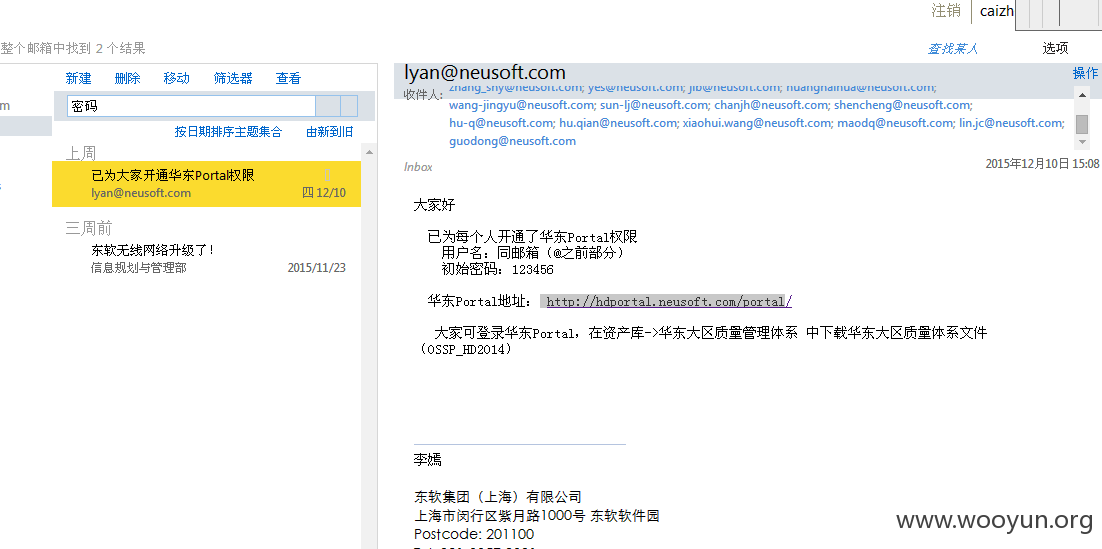 注销 caizh
整个邮箱中找到 2 个结果
查找某人 选项
新建 删除 移动 筛选器 查看
密码
按日期排序主题集合 由新到旧
上周
已为大家开通华东Portal权限
lyan@neusoft.com 四 12/10
三周前
东软无线网络升级了！
信息规划与管理部 2015/11/23
lyan@neusoft.com
操作
收件人: zhang_shy@neusoft.com; yes@neusoft.com; jib@neusoft.com; huanghaihua@neusoft.com;
wang-jingyu@neusoft.com; sun-lj@neusoft.com; chanjh@neusoft.com; shencheng@neusoft.com;
hu-q@neusoft.com; hu.qian@neusoft.com; xiaohui.wang@neusoft.com; maodq@neusoft.com; lin.jc@neusoft.com;
guodong@neusoft.com
Inbox 2015年12月10日 15:08
大家好
已为每个人开通了华东Portal权限
用户名：同邮箱（@之前部分）
初始密码：123456
华东Portal地址： http://hdportal.neusoft.com/portal/
大家可登录华东Portal，在资产库->华东大区质量管理体系 中下载华东大区质量体系文件
（OSSP_HD2014）
李嫣
东软集团（上海）有限公司
上海市闵行区紫月路1000号 东软软件园
Postcode: 201100
www.wooyun.org